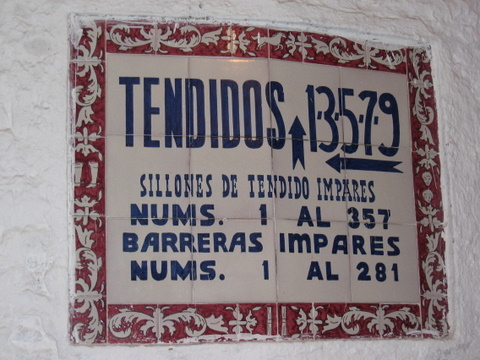 TENDIDOS 1-3-5-7-9
SILLONES DE TENDIDO IMPARES
NUMS. 1 AL 357
BARRERAS IMPARES
NUMS. 1 AL 281